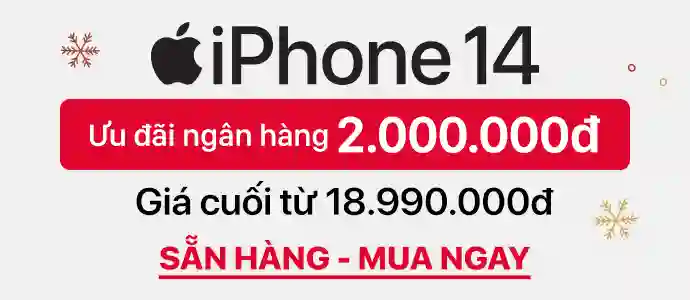 iPhone 14
Ưu đãi ngân hàng 2.000.000đ
Giá cuối từ 18.990.000đ
SẴN HÀNG - MUA NGAY